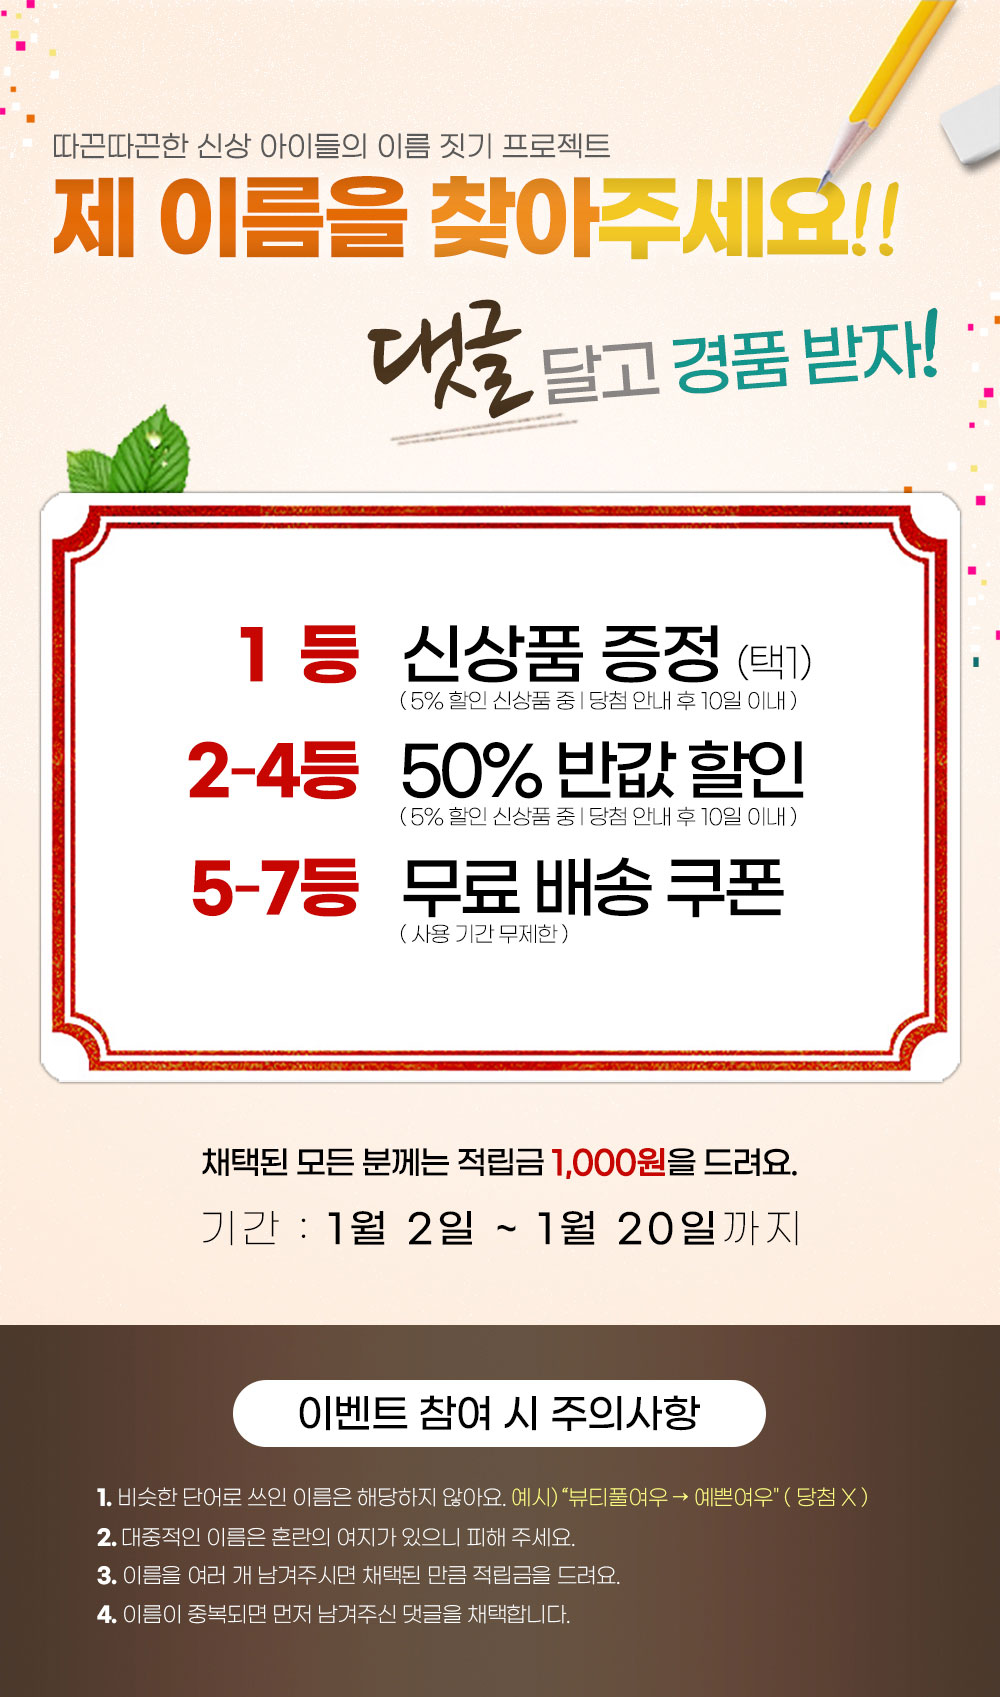 따끈따끈한 신상 아이들의 이름 짓기 프로젝트
제 이름을 찾아주세요!!
댓글 달고 경품 받자!
1 등 신상품 증정 (택1)
( 5% 할인 신상품 중 | 당첨 안내 후 10일 이내 )
2-4등 50% 반값 할인
( 5% 할인 신상품 중 | 당첨 안내 후 10일 이내 )
5-7등 무료 배송 쿠폰
( 사용 기간 무제한 )
채택된 모든 분께는 적립금 1,000원을 드려요.
기간 : 1월 2일 ~ 1월 20일까지
이벤트 참여 시 주의사항
1. 비슷한 단어로 쓰인 이름은 해당하지 않아요. 예시) “뷰티풀여우 → 예쁜여우" ( 당첨 X )
2. 대중적인 이름은 혼란의 여지가 있으니 피해 주세요.
3. 이름을 여러 개 남겨주시면 채택된 만큼 적립금을 드려요.
4. 이름이 중복되면 먼저 남겨주신 댓글을 채택합니다.